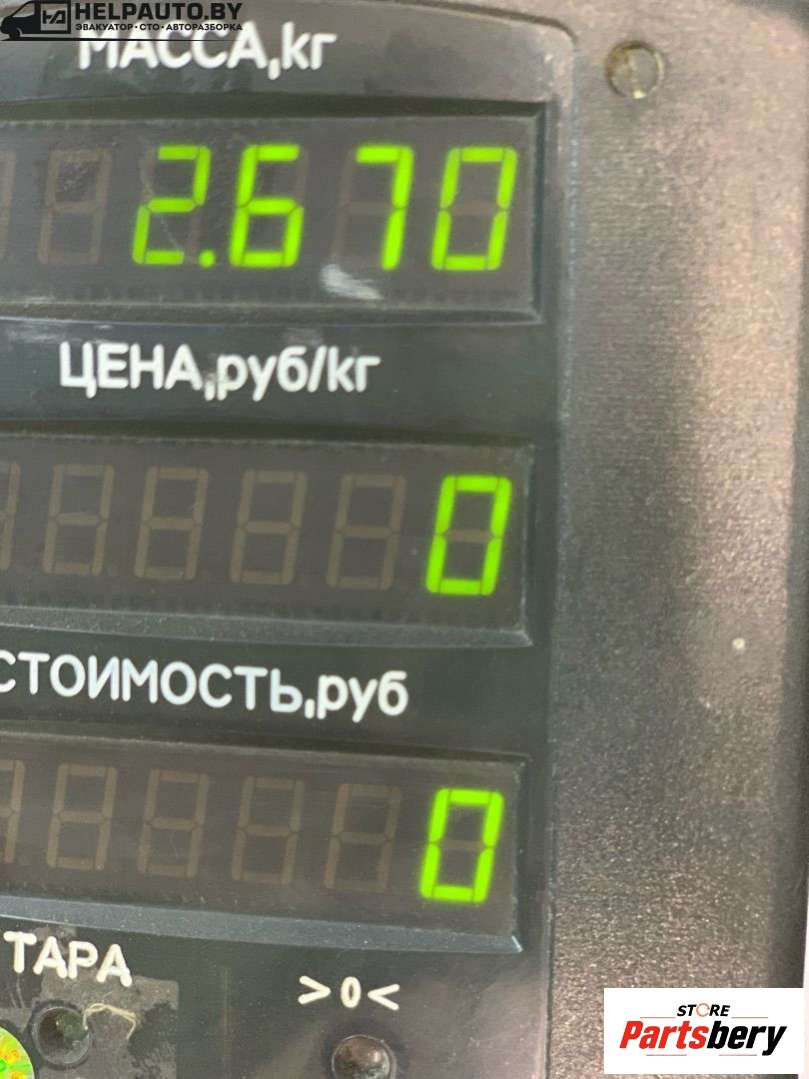 HELPAUTO.BY
ЭВАКУАТОР · СТО · АВТОРАЗБОРКА
МАССА,кг
2.670
ЦЕНА,руб/кг
0
СТОИМОСТЬ,руб
0
ТАРА
>0<
STORE
Partsbery